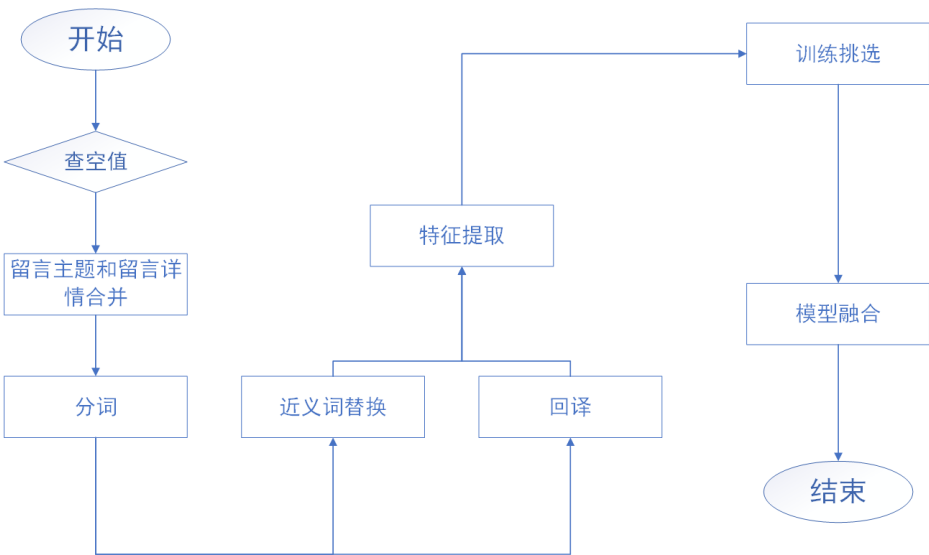 开始
查空值
留言主题和留言详
情合并
分词
近义词替换
回译
特征提取
训练挑选
模型融合
结束